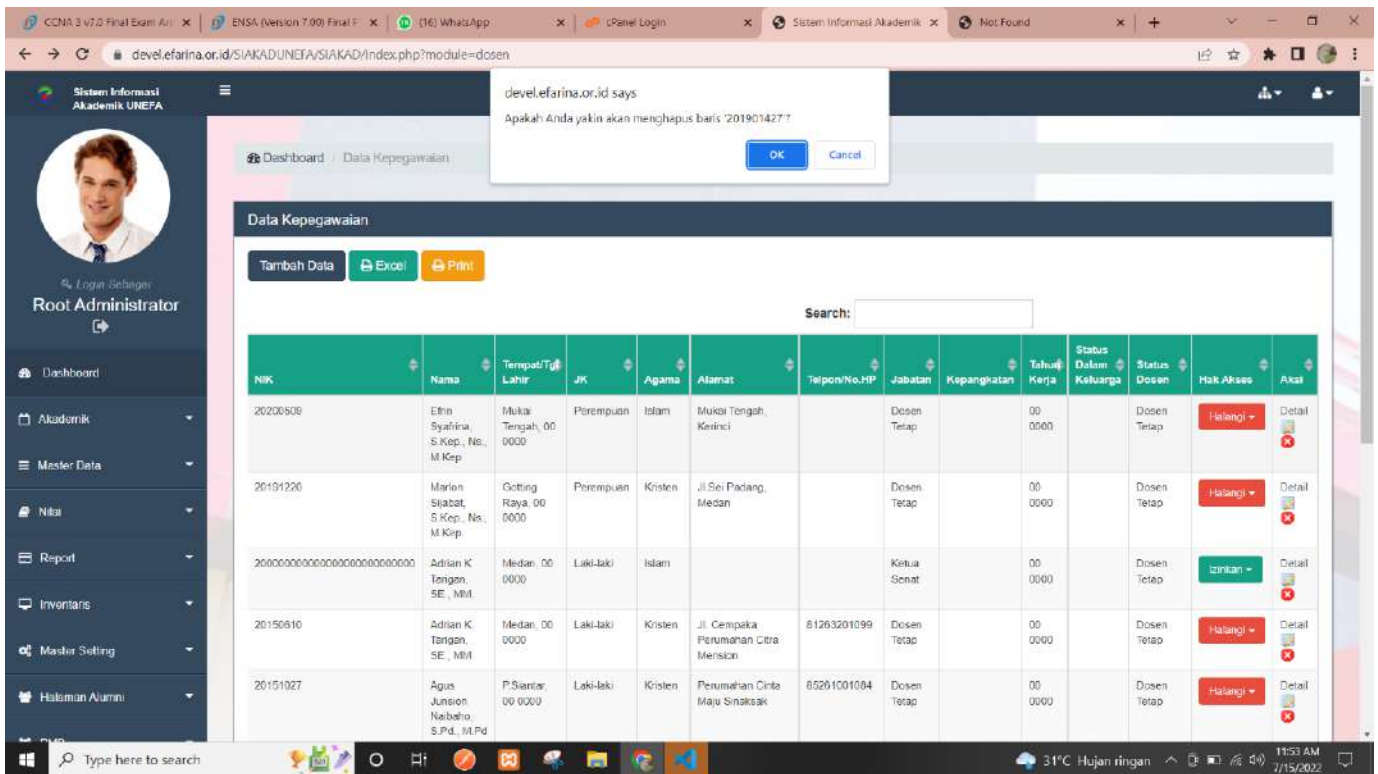 CCNA 3 v7.0 Final Exam An
ENSA (Version 7.00) Final F
(16) WhatsApp
cPanel Login
Sistem Informasi Akademik
Not Found
devel.efarina.or.id/SIAKADUNEFA/SIAKAD/index.php?module=dosen
Sistem Informasi
Akademik UNEFA
devel.efarina.or.id says
Apakah Anda yakin akan menghapus baris '201901427'?
OK
Cancel
Dashboard / Data Kepegawaian
Login Sebagai
Root Administrator
Dashboard
Akademik
Master Data
Nilai
Report
Inventaris
Master Setting
Halaman Alumni
PMB
Data Kepegawaian
Tambah Data
Excel
Print
Search:
NIK
Nama
Tempat/Tgl
Lahir
JK
Agama
Alamat
Telpon/No.HP
Jabatan
Kepangkatan
Tahun
Kerja
Status
Dalam
Keluarga
Status
Dosen
Hak Akses
Aksi
20200509 Perempuan Islam Mukai Tengah, Dosen 00 Dosen Halangi Detail
Syafrina, Tengah, 00 Kerinci Tetap 0000 Tetap
S.Kep., Ns., 0000
M.Kep
20191220 Marlon Gotting Perempuan Kristen Jl.Sei Padang, Dosen 00 Dosen Halangi Detail
Sijabat, Raya, 00 Medan Tetap 0000 Tetap
S.Kep., Ns., 0000
M.Kep
Adrian K Medan, 00 Laki-laki Islam Ketua 00 Dosen Izinkan Detail
Tarigan, 0000 Senat 0000 Tetap
SE., MM.
20150610 Adrian K. Medan, 00 Laki-laki Kristen Jl. Cempaka 81263201099 Dosen 00 Dosen Halangi Detail
Tarigan, 0000 Perumahan Citra Tetap 0000 Tetap
SE., MM Mension
20151027 Agus P.Siantar, Laki-laki Kristen Perumahan Cinta 85261001084 Dosen 00 Dosen Halangi Detail
Junsion 00 0000 Maju Sinaksak Tetap 0000 Tetap
Naibaho,
S.Pd., M.Pd
Type here to search
31°C Hujan ringan
11:53 AM
7/15/2022